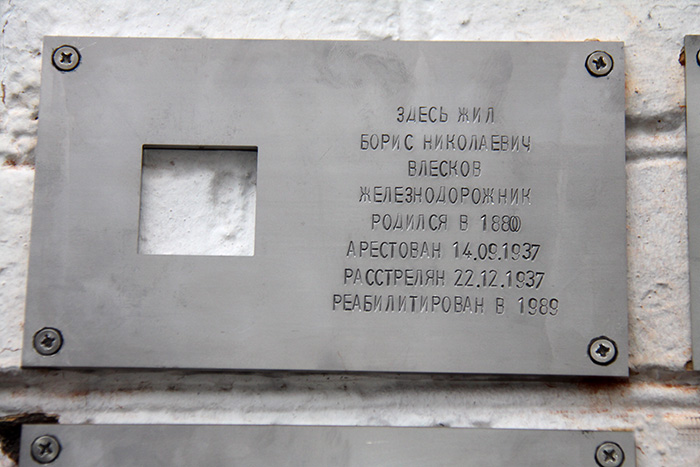 ЗДЕСЬ ЖИЛ
БОРИС НИКОЛАЕВИЧ
ВЛЕСКОВ
ЖЕЛЕЗНОДОРОЖНИК
РОДИЛСЯ В 1880
АРЕСТОВАН 14.09.1937
РАССТРЕЛЯН 22.12.1937
РЕАБИЛИТИРОВАН В 1989